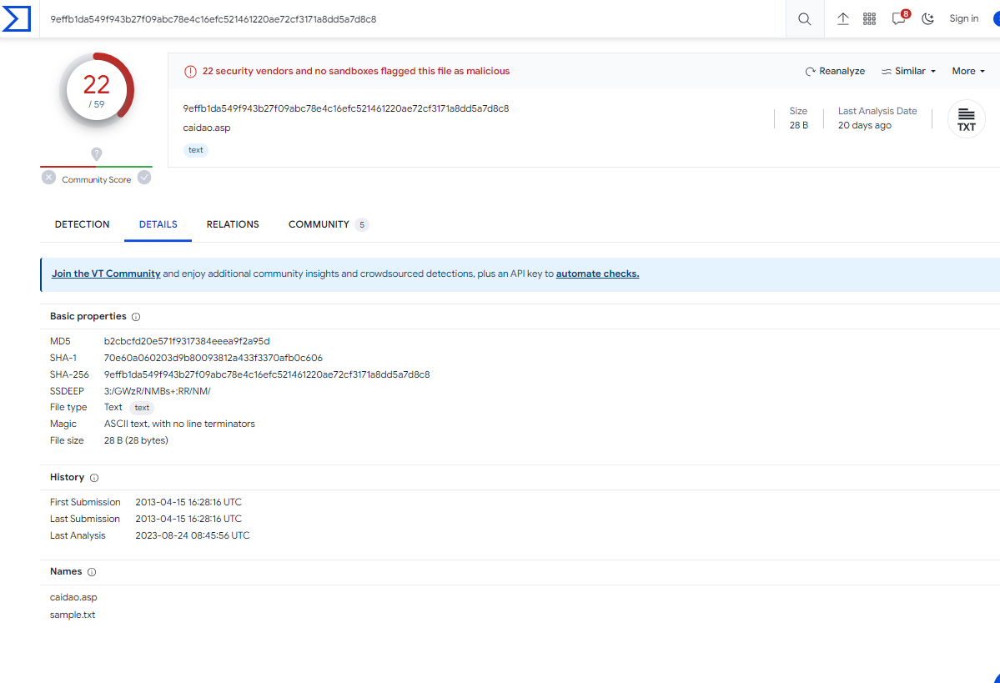 9effb1da549f943b27f09abc78e4c16efc521461220ae72cf3171a8dd5a7d8c8
8
Sign in
22
/ 59
22 security vendors and no sandboxes flagged this file as malicious
Reanalyze
Similar
More
9effb1da549f943b27f09abc78e4c16efc521461220ae72cf3171a8dd5a7d8c8
caidao.asp
text
Size
28 B
Last Analysis Date
20 days ago
TXT
?
Community Score
DETECTION
DETAILS
RELATIONS
COMMUNITY 5
Join the VT Community and enjoy additional community insights and crowdsourced detections, plus an API key to automate checks.
Basic properties
MD5 b2cbcfd20e571f9317384eeea9f2a95d
SHA-1 70e60a060203d9b80093812a433f3370afb0c606
SHA-256 9effb1da549f943b27f09abc78e4c16efc521461220ae72cf3171a8dd5a7d8c8
SSDEEP 3:/GWzR/NMBs+:RR/NM/
File type Text text
Magic ASCII text, with no line terminators
File size 28 B (28 bytes)
History
First Submission 2013-04-15 16:28:16 UTC
Last Submission 2013-04-15 16:28:16 UTC
Last Analysis 2023-08-24 08:45:56 UTC
Names
caidao.asp
sample.txt